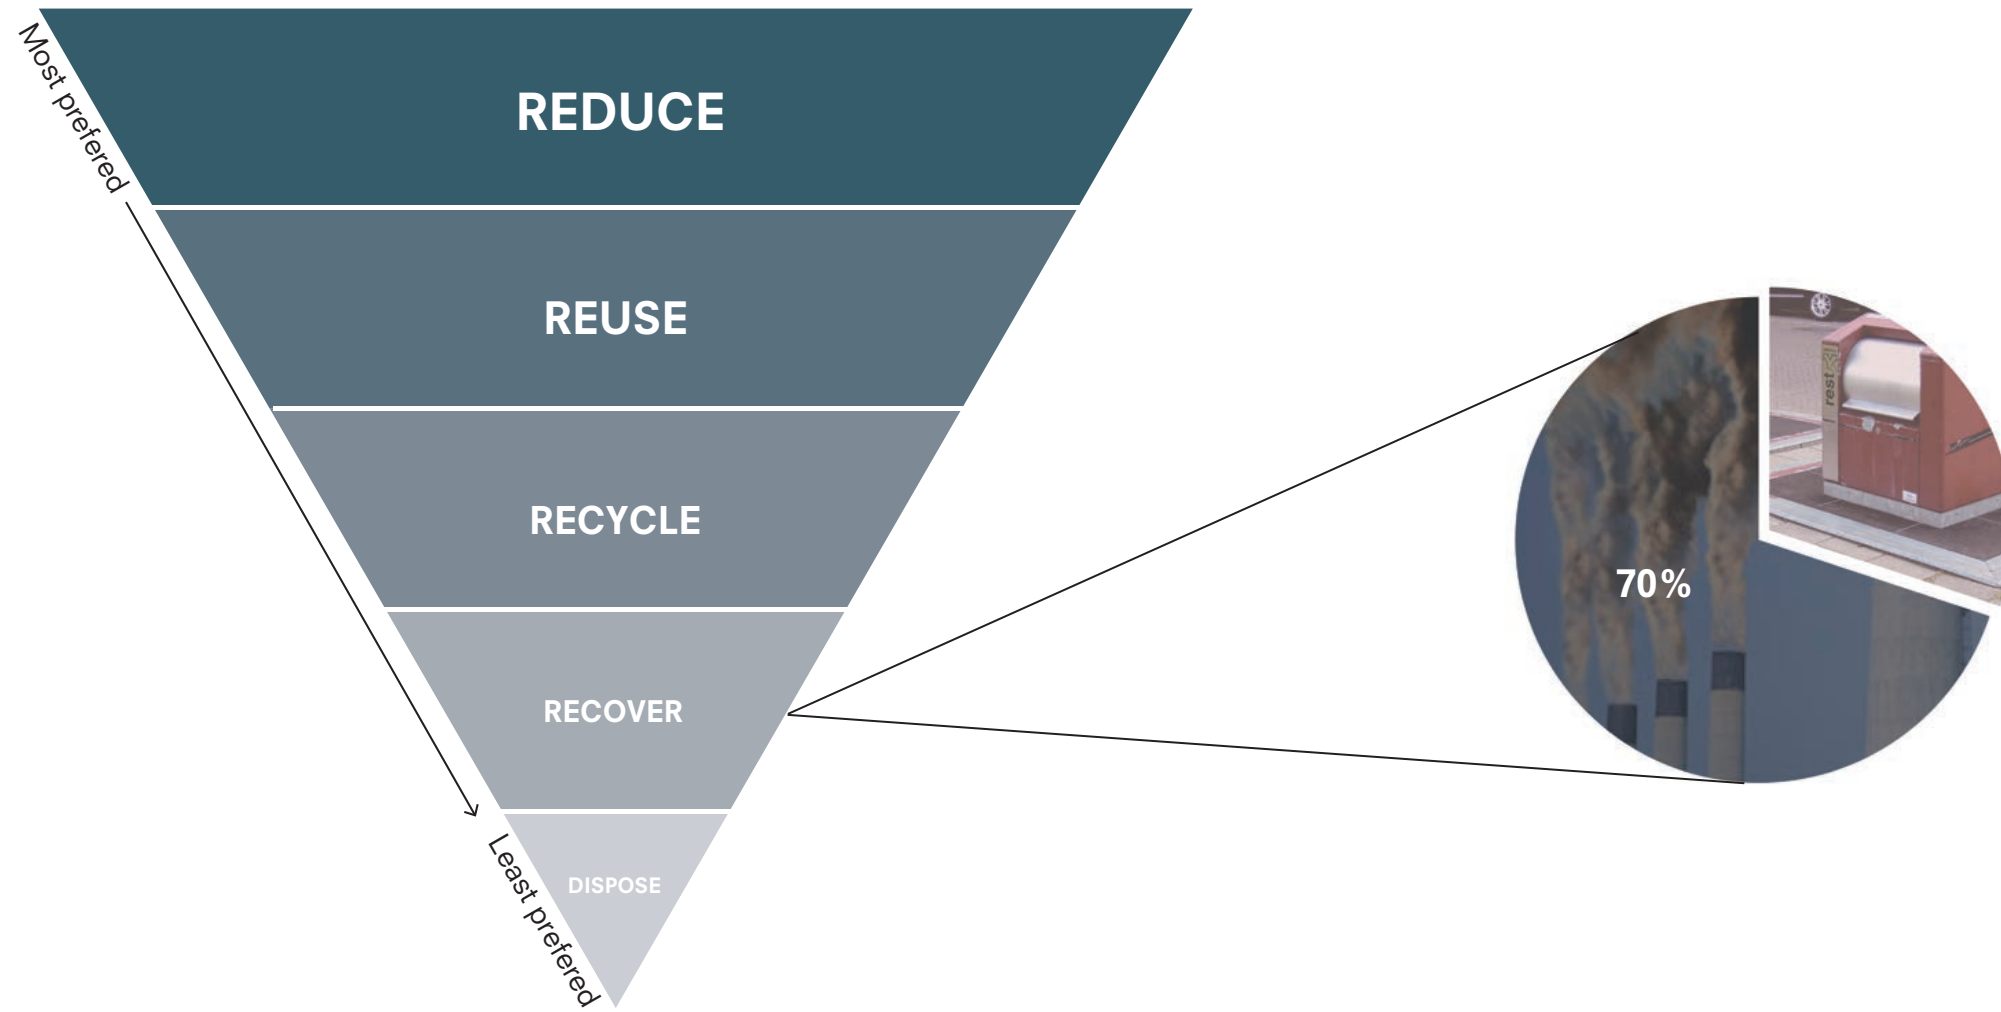 Most prefered
REDUCE
REUSE
RECYCLE
RECOVER
DISPOSE
Least prefered
70%
rest